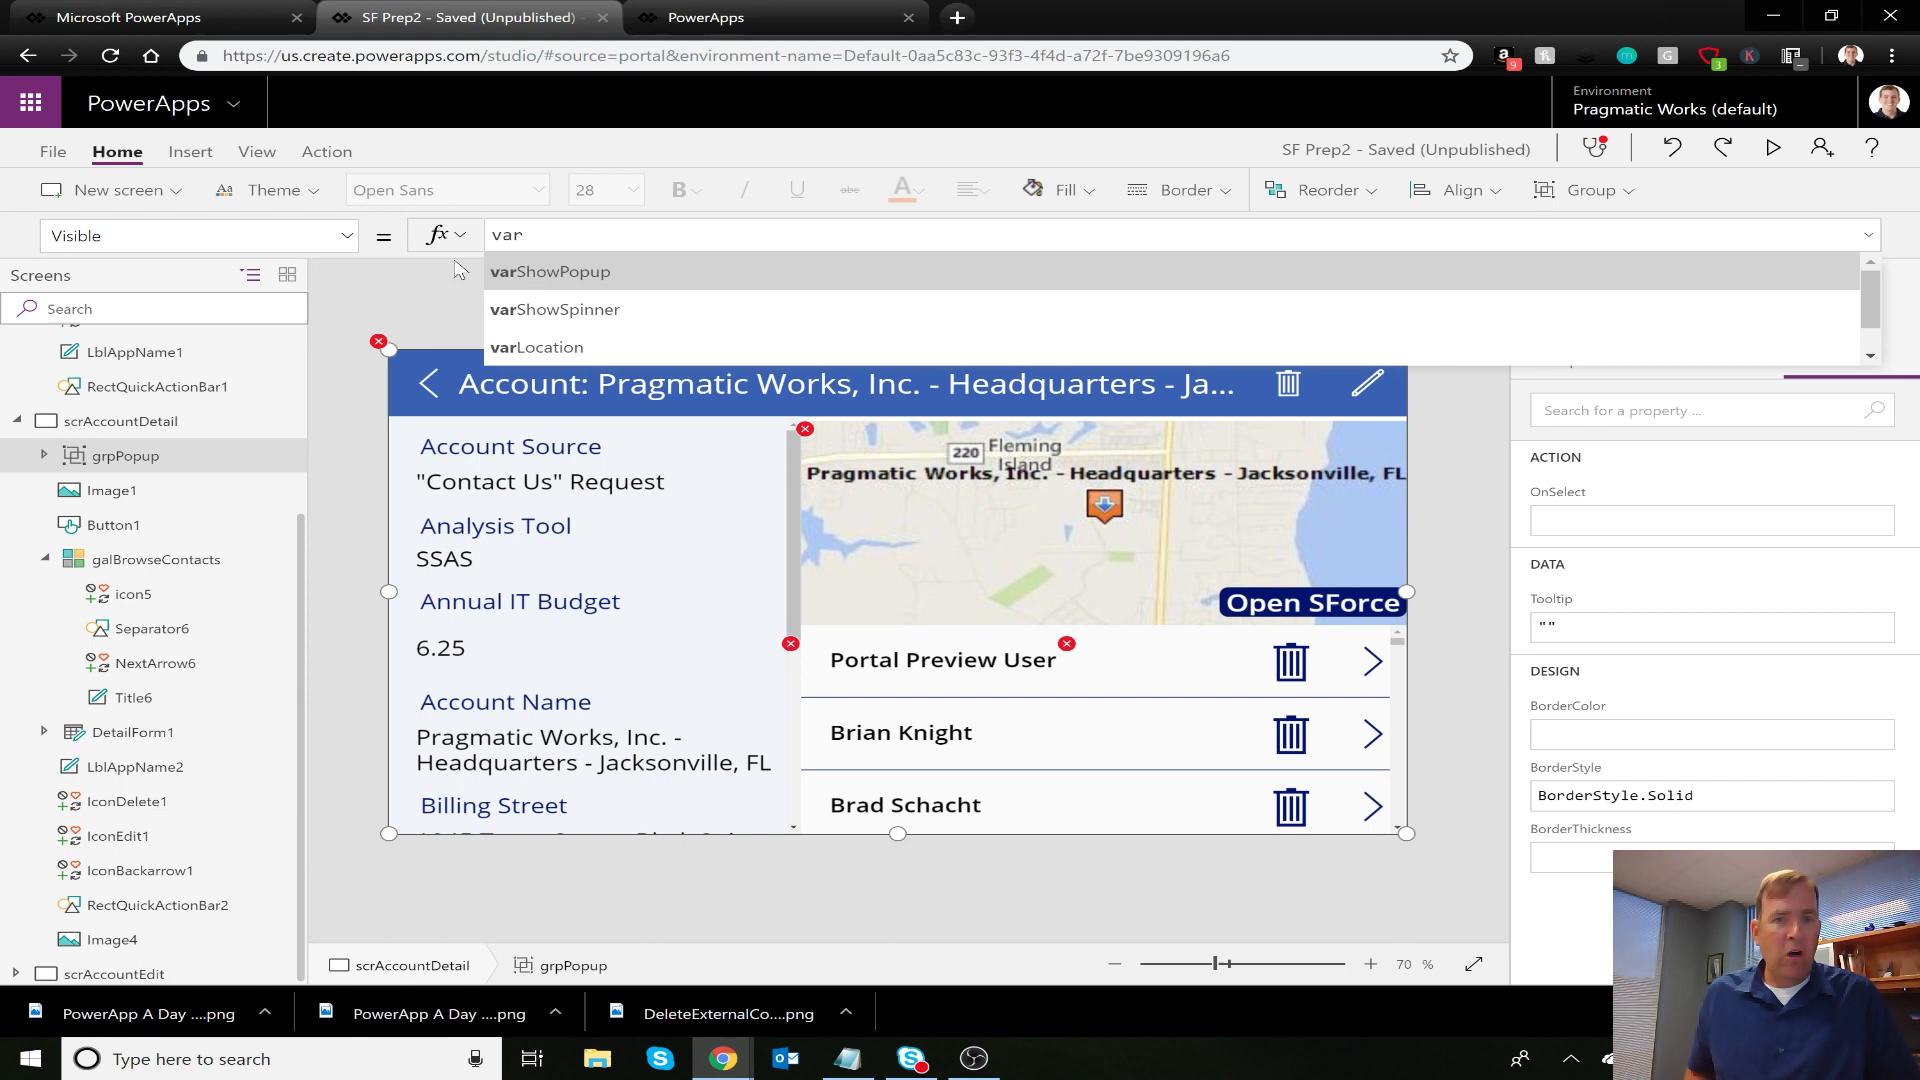 Microsoft PowerApps
SF Prep2 - Saved (Unpublished) -
PowerApps
https://us.create.powerapps.com/studio/#source=portal&environment-name=Default-0aa5c83c-93f3-4f4d-a72f-7be9309196a6
9
G
3
K
PowerApps
Environment
Pragmatic Works (default)
File
Home
Insert
View
Action
SF Prep2 - Saved (Unpublished)
?
New screen
Aa
Theme
Open Sans
28
B
/
U
abc
A
Fill
Border
Reorder
Align
Group
Visible
=
fx
var
varShowPopup
varShowSpinner
varLocation
Screens
Search
LblAppName1
RectQuickActionBar1
scrAccountDetail
grpPopup
Image1
Button1
galBrowseContacts
icon5
Separator6
NextArrow6
Title6
DetailForm1
LblAppName2
IconDelete1
IconEdit1
IconBackarrow1
RectQuickActionBar2
Image4
scrAccountEdit
Account: Pragmatic Works, Inc. - Headquarters - Ja...
Account Source
"Contact Us" Request
Analysis Tool
SSAS
Annual IT Budget
6.25
Account Name
Pragmatic Works, Inc. -
Headquarters - Jacksonville, FL
Billing Street
220
Fleming
Island
Pragmatic Works, Inc. - Headquarters - Jacksonville, FL
Open SForce
Portal Preview User
Brian Knight
Brad Schacht
Search for a property ...
ACTION
OnSelect
DATA
Tooltip
""
DESIGN
BorderColor
BorderStyle
BorderStyle.Solid
BorderThickness
scrAccountDetail
grpPopup
70 %
PowerApp A Day ....png
PowerApp A Day ....png
DeleteExternalCo....png
Type here to search